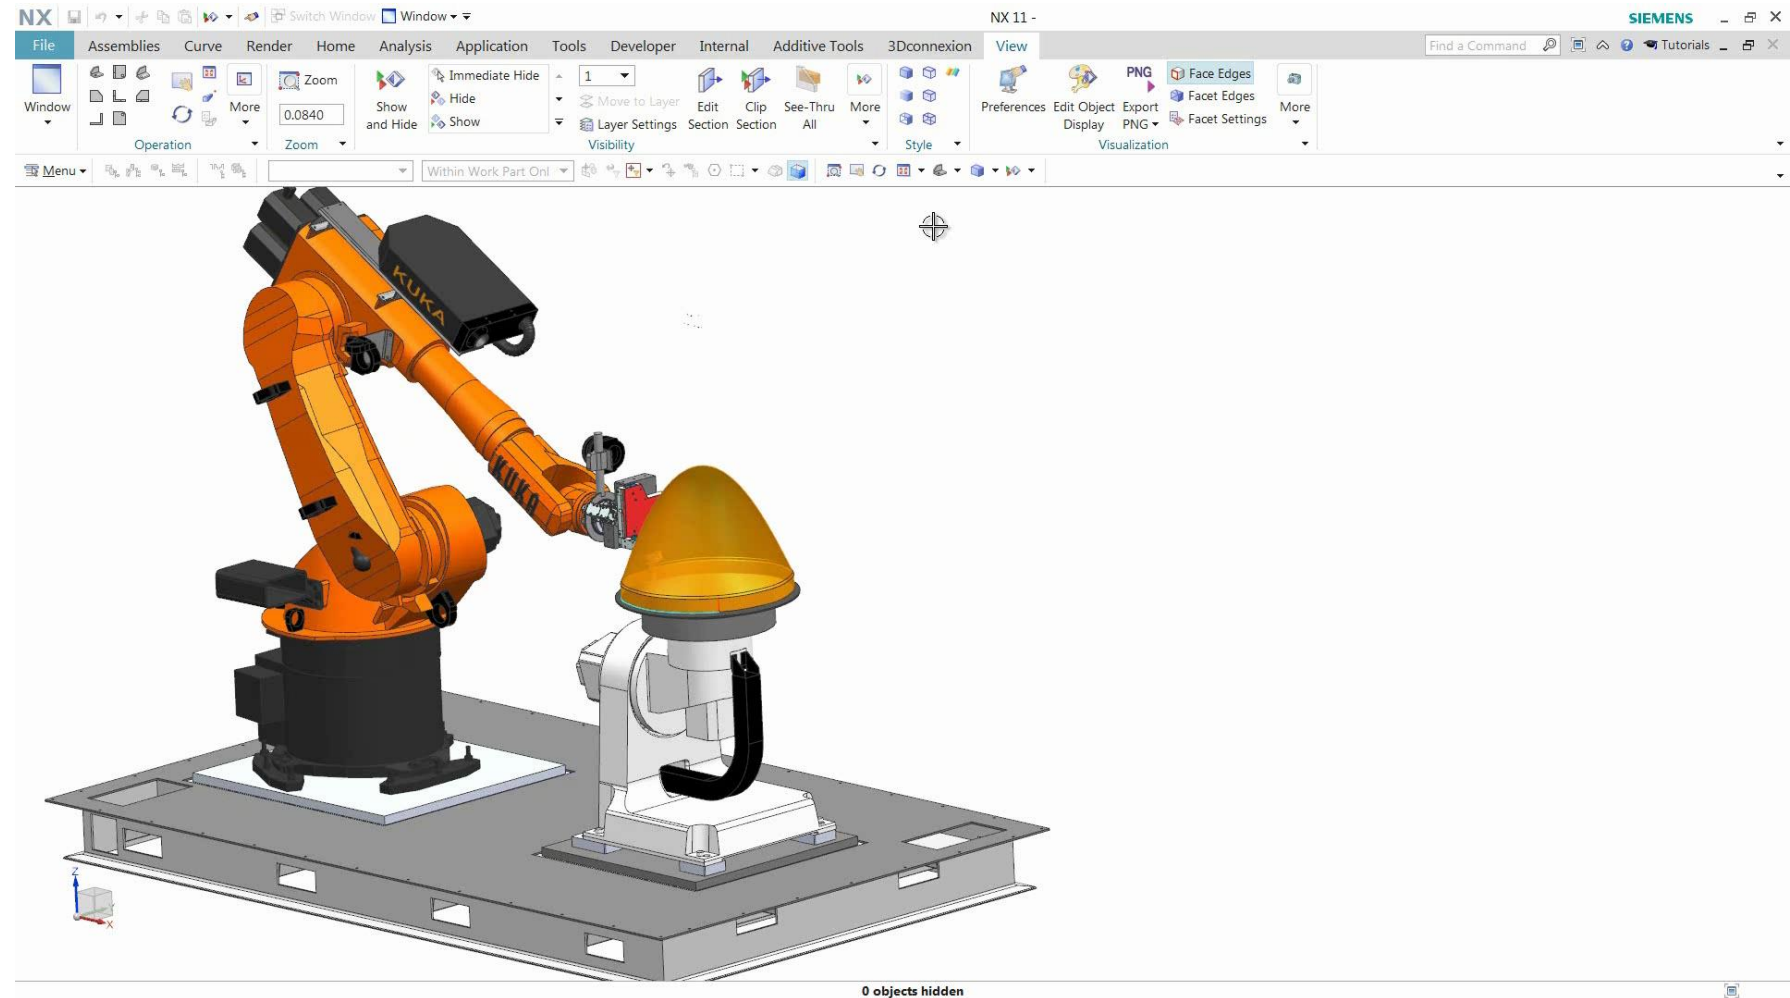 NX Switch Window Window NX 11 - SIEMENS
File Assemblies Curve Render Home Analysis Application Tools Developer Internal Additive Tools 3Dconnexion View Find a Command Tutorials
Window
More
Operation
Zoom
0.0840
Zoom
Show
and Hide
Immediate Hide
Hide
Show
1
Move to Layer
Layer Settings
Edit
Section
Clip
Section
See-Thru
All
More
Visibility
Style
Preferences
Edit Object
Display
PNG
Export
PNG
Face Edges
Facet Edges
Facet Settings
More
Visualization
Menu Within Work Part Onl
KUKA
KUKA
Z
X
0 objects hidden